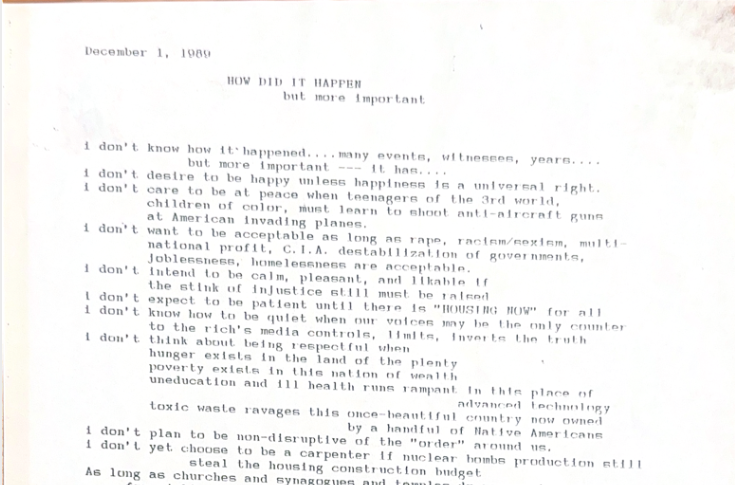 December 1, 1989
HOW DID IT HAPPEN
but more important
i don't know how it happened....many events, witnesses, years....
but more important --- it has....
i don't desire to be happy unless happiness is a universal right.
i don't care to be at peace when teenagers of the 3rd world,
children of color, must learn to shoot anti-aircraft guns
at American invading planes.
i don't want to be acceptable as long as rape, racism/sexism, multi-
national profit, C.I.A. destabilization of governments,
joblessness, homelessness are acceptable.
i don't intend to be calm, pleasant, and likable if
the stink of injustice still must be raised
i don't expect to be patient until there is "HOUSING NOW" for all
i don't know how to be quiet when our voices may be the only counter
to the rich's media controls, limits, inverts the truth
i don't think about being respectful when
hunger exists in the land of the plenty
poverty exists in this nation of wealth
uneducation and ill health runs rampant in this place of
advanced technology
toxic waste ravages this once-beautiful country now owned
by a handful of Native Americans
i don't plan to be non-disruptive of the "order" around us.
i don't yet choose to be a carpenter if nuclear bombs production still
steal the housing construction budget
As long as churches and synagogues and temples